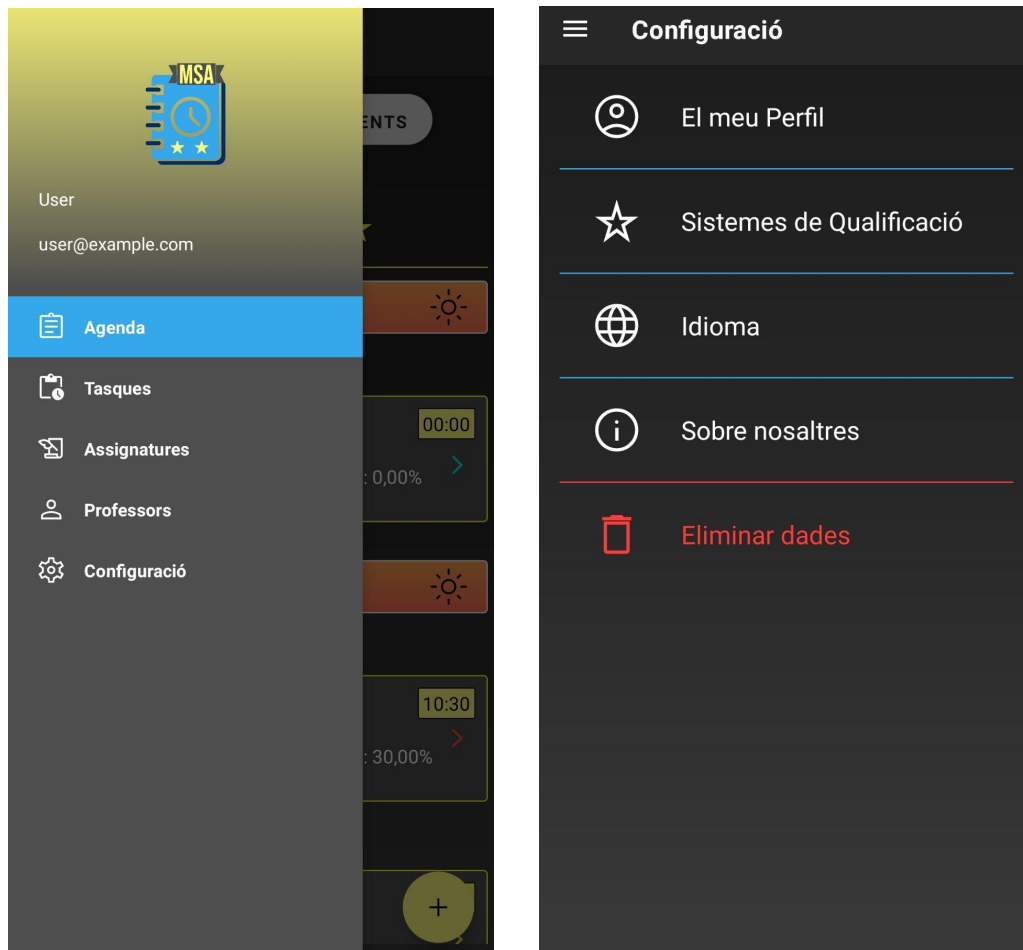 MSA
User
user@example.com
Agenda
Tasques
Assignatures
Professors
Configuració
ENTS
00:00
: 0,00%
10:30
: 30,00%
+
Configuració
El meu Perfil
Sistemes de Qualificació
Idioma
Sobre nosaltres
Eliminar dades